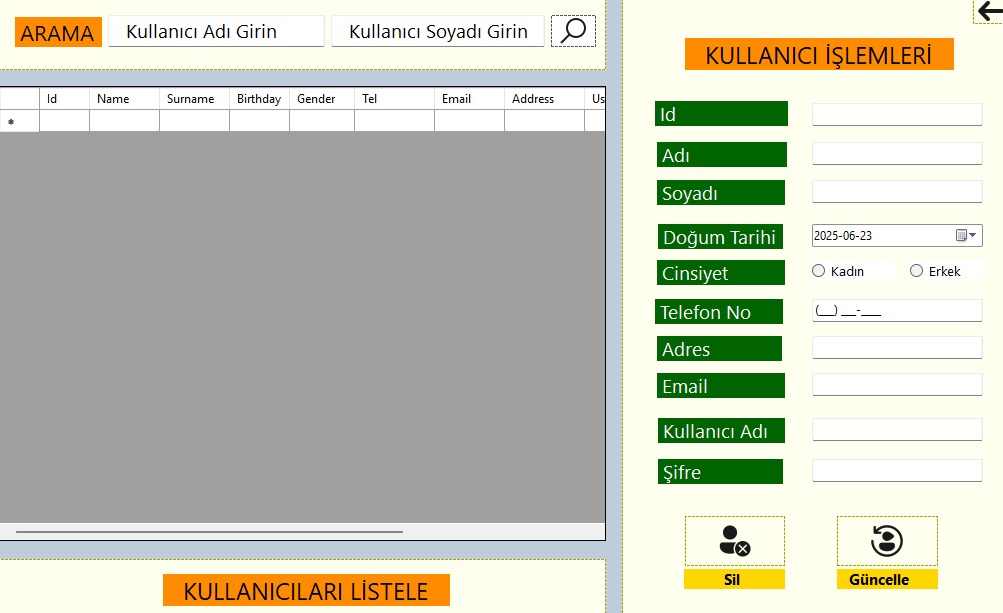 ARAMA Kullanıcı Adı Girin Kullanıcı Soyadı Girin
Id Name Surname Birthday Gender Tel Email Address Us
KULLANICILARI LİSTELE
KULLANICI İŞLEMLERİ
Id
Adı
Soyadı
Doğum Tarihi 2025-06-23
Cinsiyet Kadın Erkek
Telefon No (__) __-___
Adres
Email
Kullanıcı Adı
Şifre
Sil Güncelle